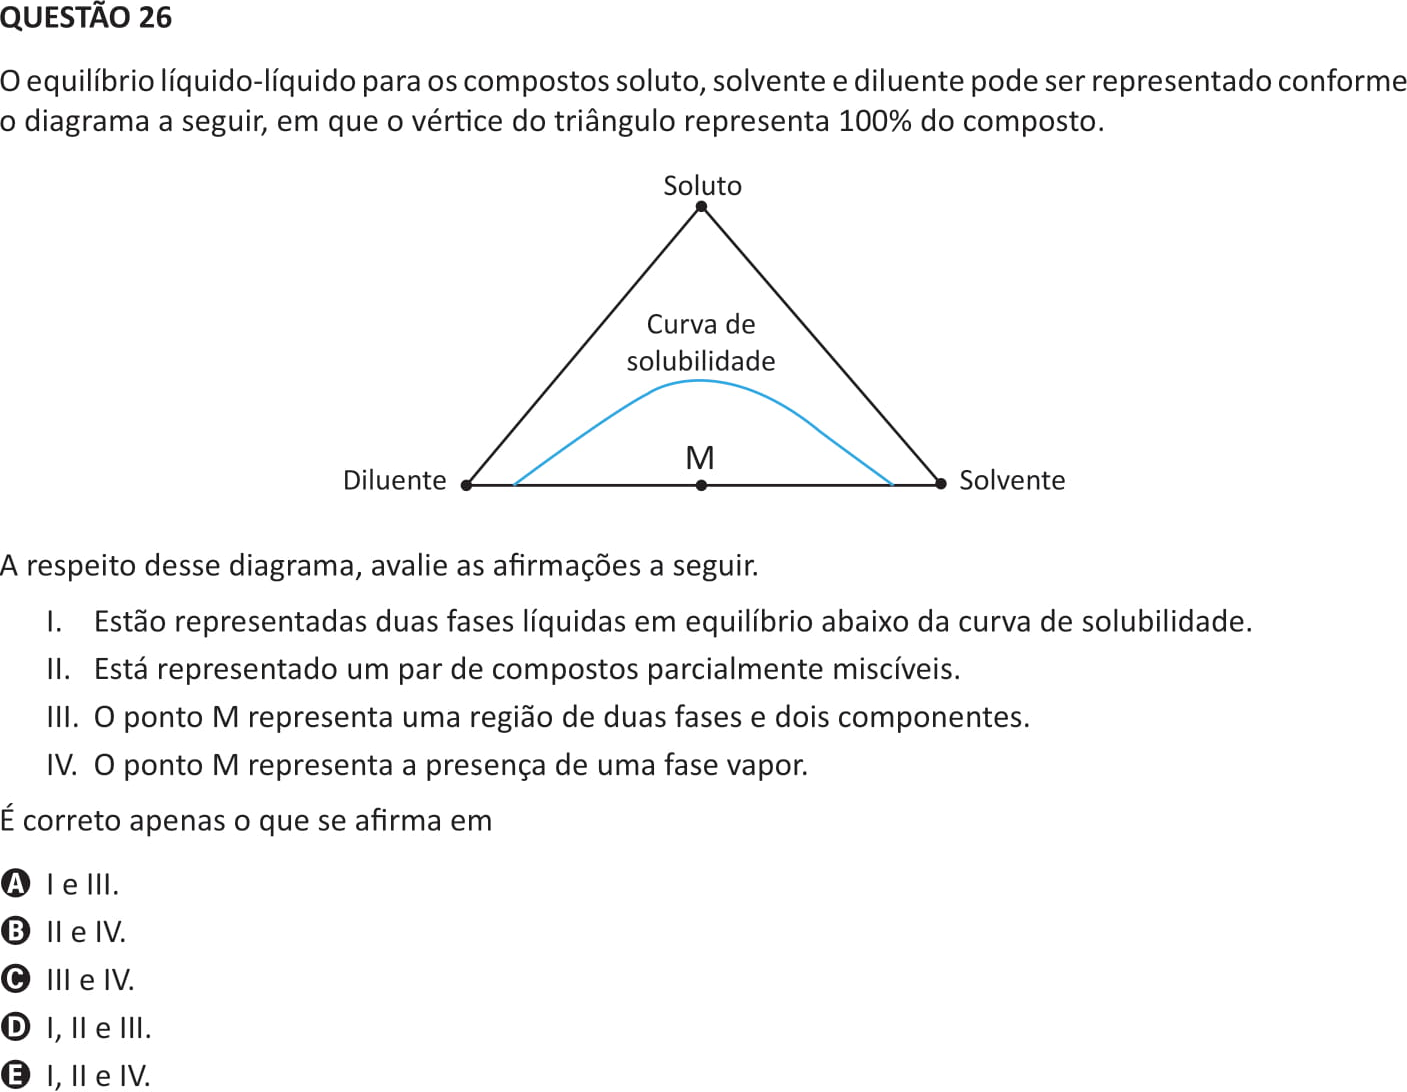 QUESTÃO 26
O equilíbrio líquido-líquido para os compostos soluto, solvente e diluente pode ser representado conforme
o diagrama a seguir, em que o vértice do triângulo representa 100% do composto.
Soluto
Curva de
solubilidade
M
Diluente
Solvente
A respeito desse diagrama, avalie as afirmações a seguir.
I. Estão representadas duas fases líquidas em equilíbrio abaixo da curva de solubilidade.
II. Está representado um par de compostos parcialmente miscíveis.
III. O ponto M representa uma região de duas fases e dois componentes.
IV. O ponto M representa a presença de uma fase vapor.
É correto apenas o que se afirma em
A I e III.
B II e IV.
C III e IV.
D I, II e III.
E I, II e IV.